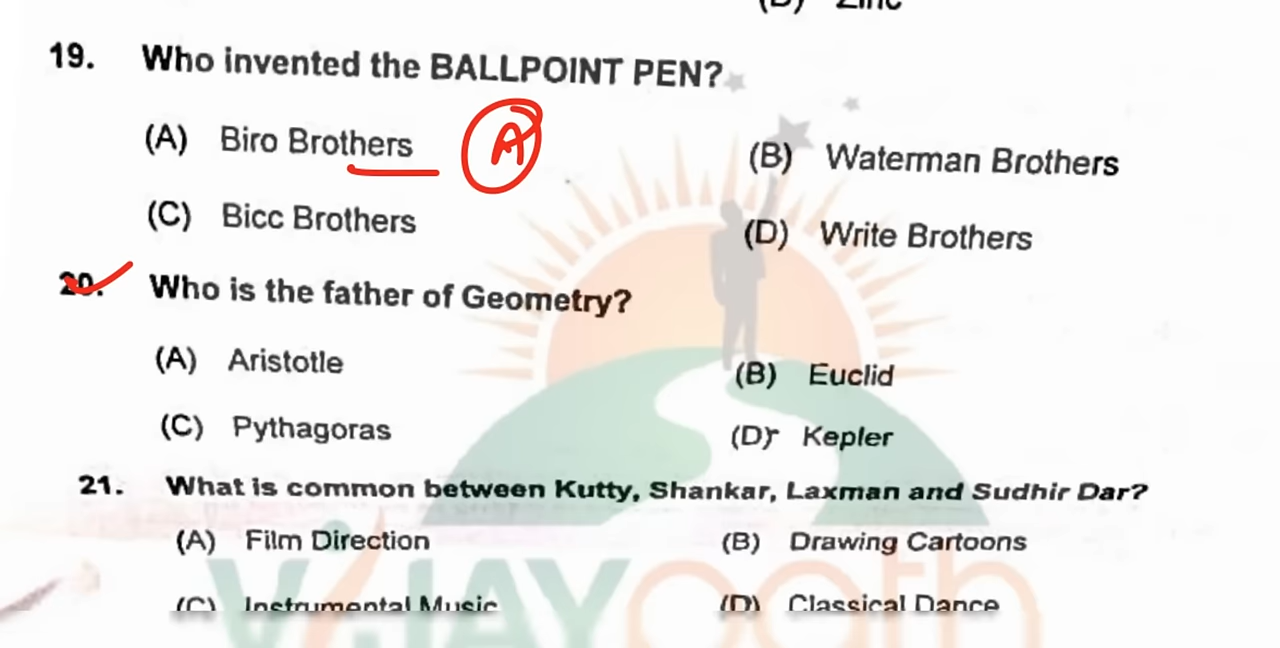 (D) Zinc
19. Who invented the BALLPOINT PEN?
(A) Biro Brothers A (B) Waterman Brothers
(C) Bicc Brothers (D) Write Brothers
20. Who is the father of Geometry?
(A) Aristotle (B) Euclid
(C) Pythagoras (D) Kepler
21. What is common between Kutty, Shankar, Laxman and Sudhir Dar?
(A) Film Direction (B) Drawing Cartoons
(C) Instrumental Music (D) Classical Dance
VIJAYpath